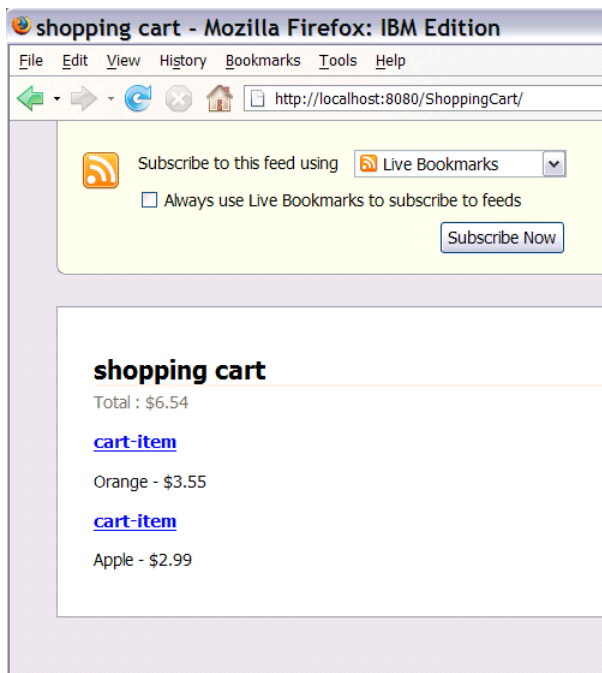 shopping cart - Mozilla Firefox: IBM Edition
File Edit View History Bookmarks Tools Help
http://localhost:8080/ShoppingCart/
Subscribe to this feed using Live Bookmarks
Always use Live Bookmarks to subscribe to feeds
Subscribe Now
shopping cart
Total : $6.54
cart-item
Orange - $3.55
cart-item
Apple - $2.99